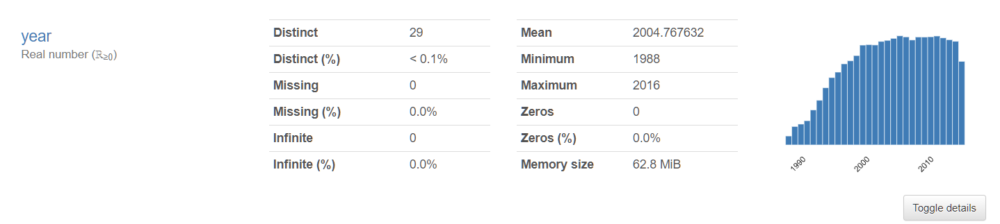 year
Real number (ℝ≥0)
Distinct 29
Distinct (%) < 0.1%
Missing 0
Missing (%) 0.0%
Infinite 0
Infinite (%) 0.0%
Mean 2004.767632
Minimum 1988
Maximum 2016
Zeros 0
Zeros (%) 0.0%
Memory size 62.8 MiB
1990
2000
2010
Toggle details